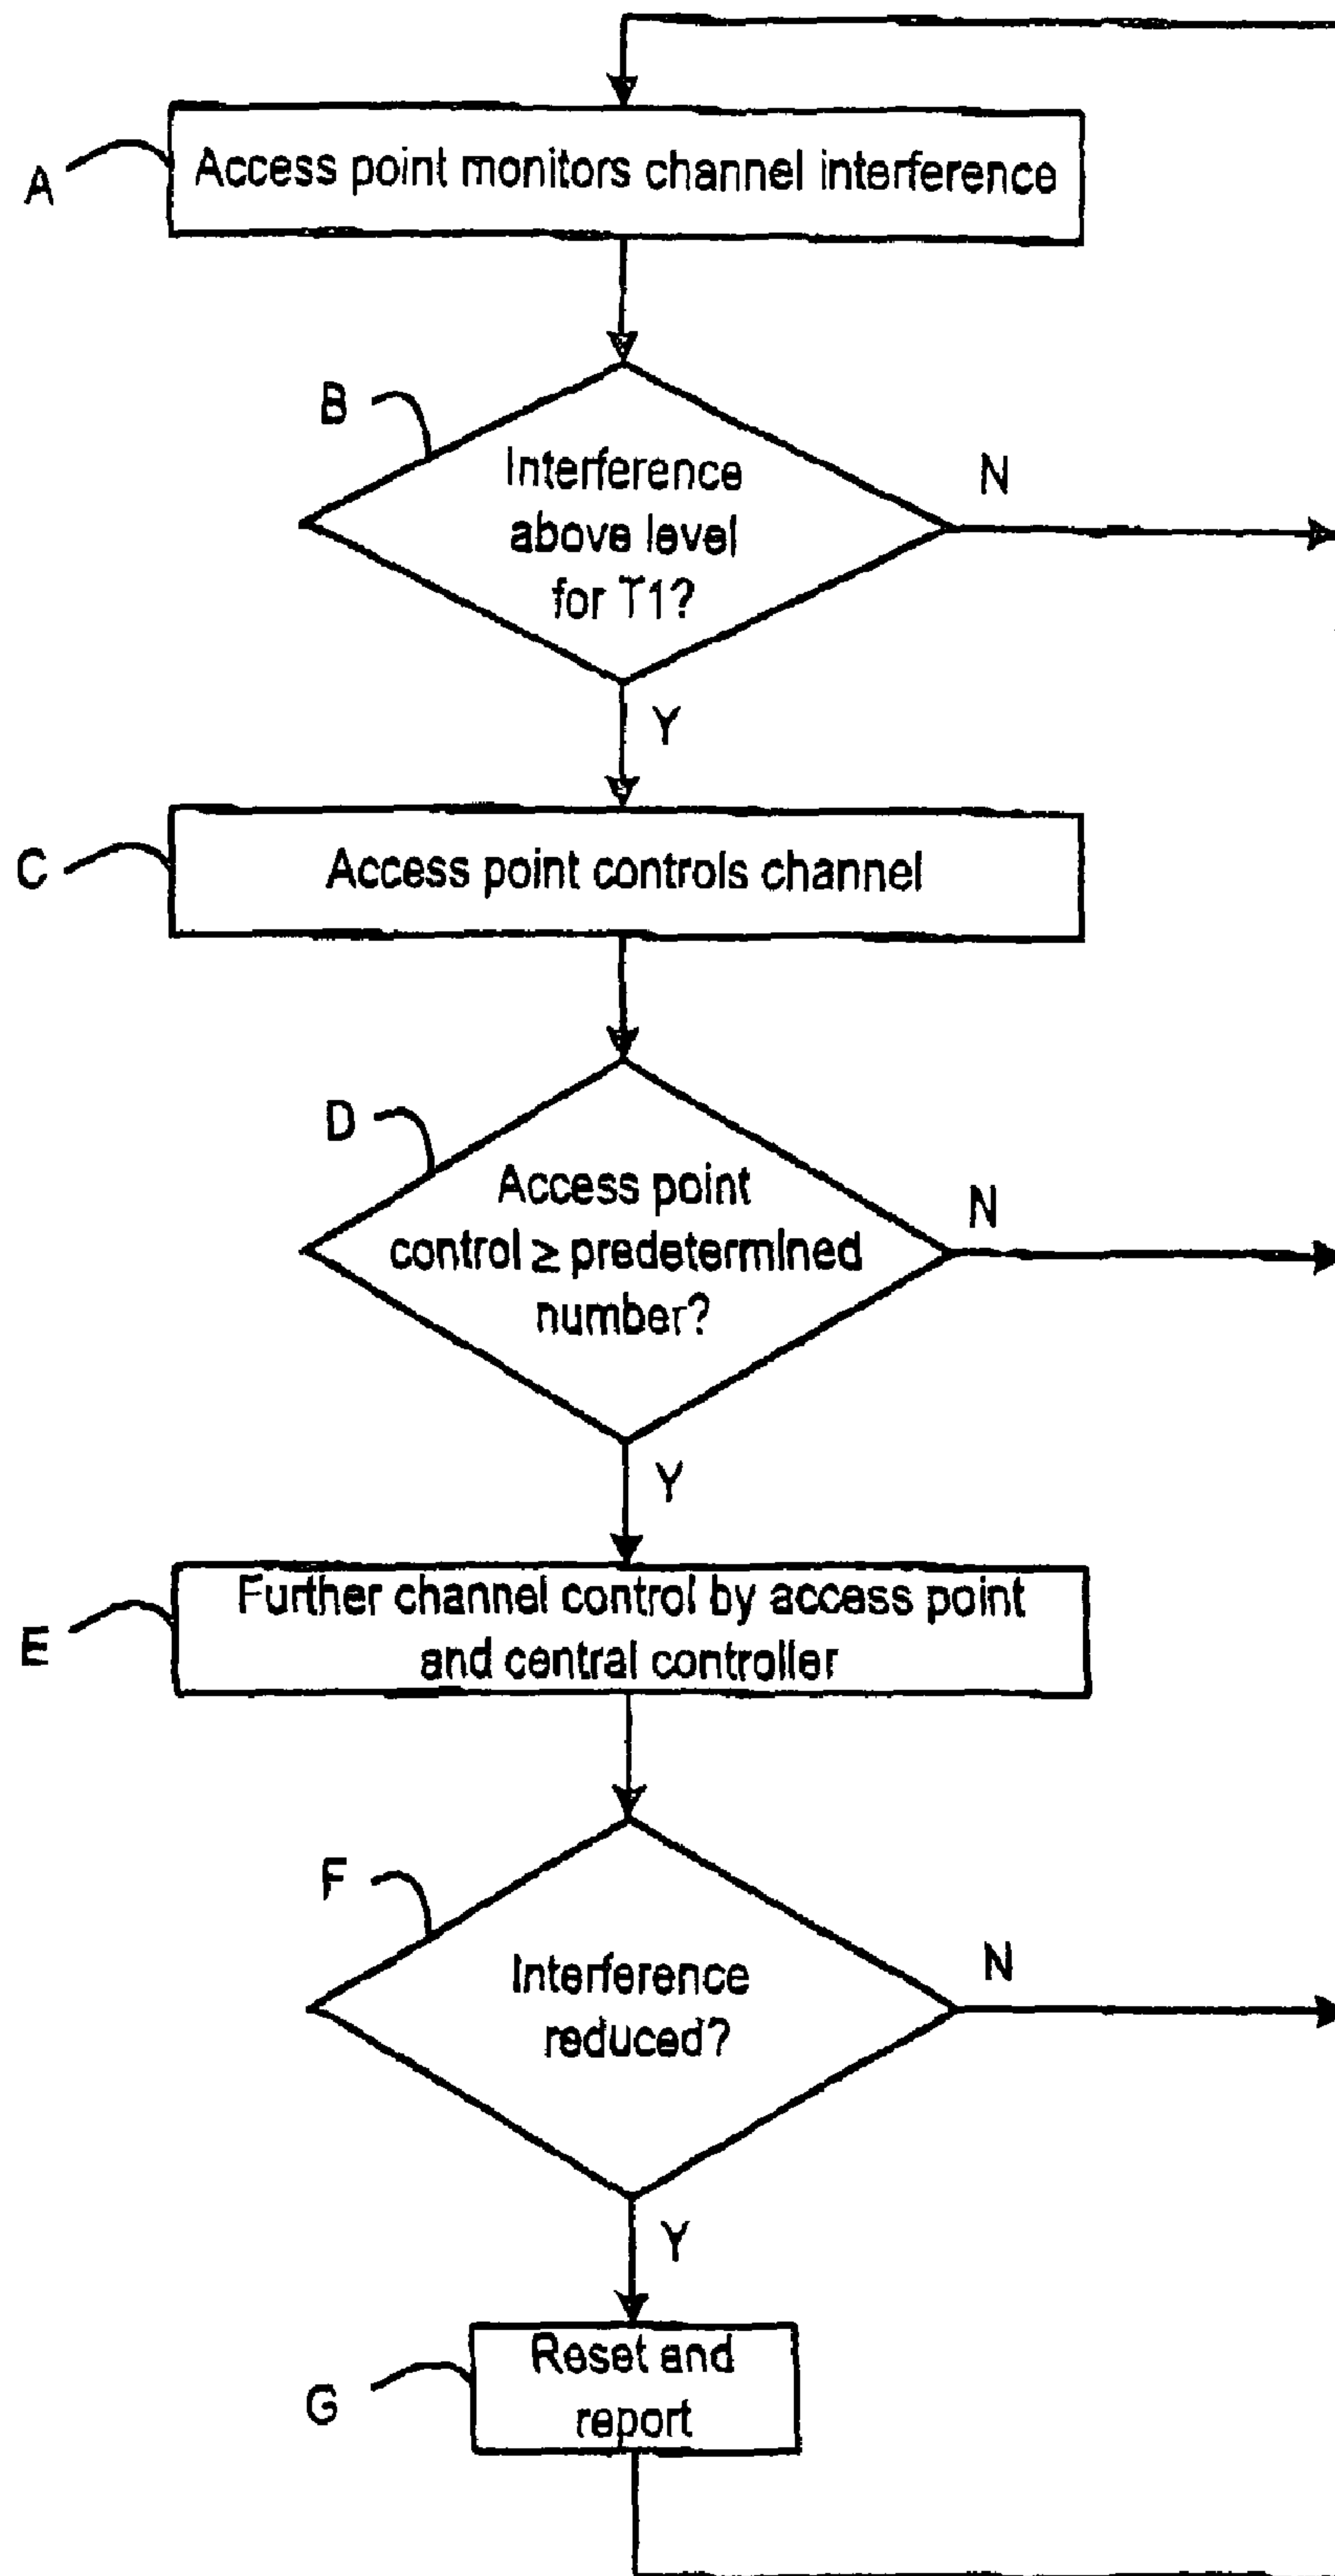 A
Access point monitors channel interference
B
Interference
above level
for T1?
N
Y
C
Access point controls channel
D
Access point
control ≥ predetermined
number?
N
Y
E
Further channel control by access point
and central controller
F
Interference
reduced?
N
Y
G
Reset and
report